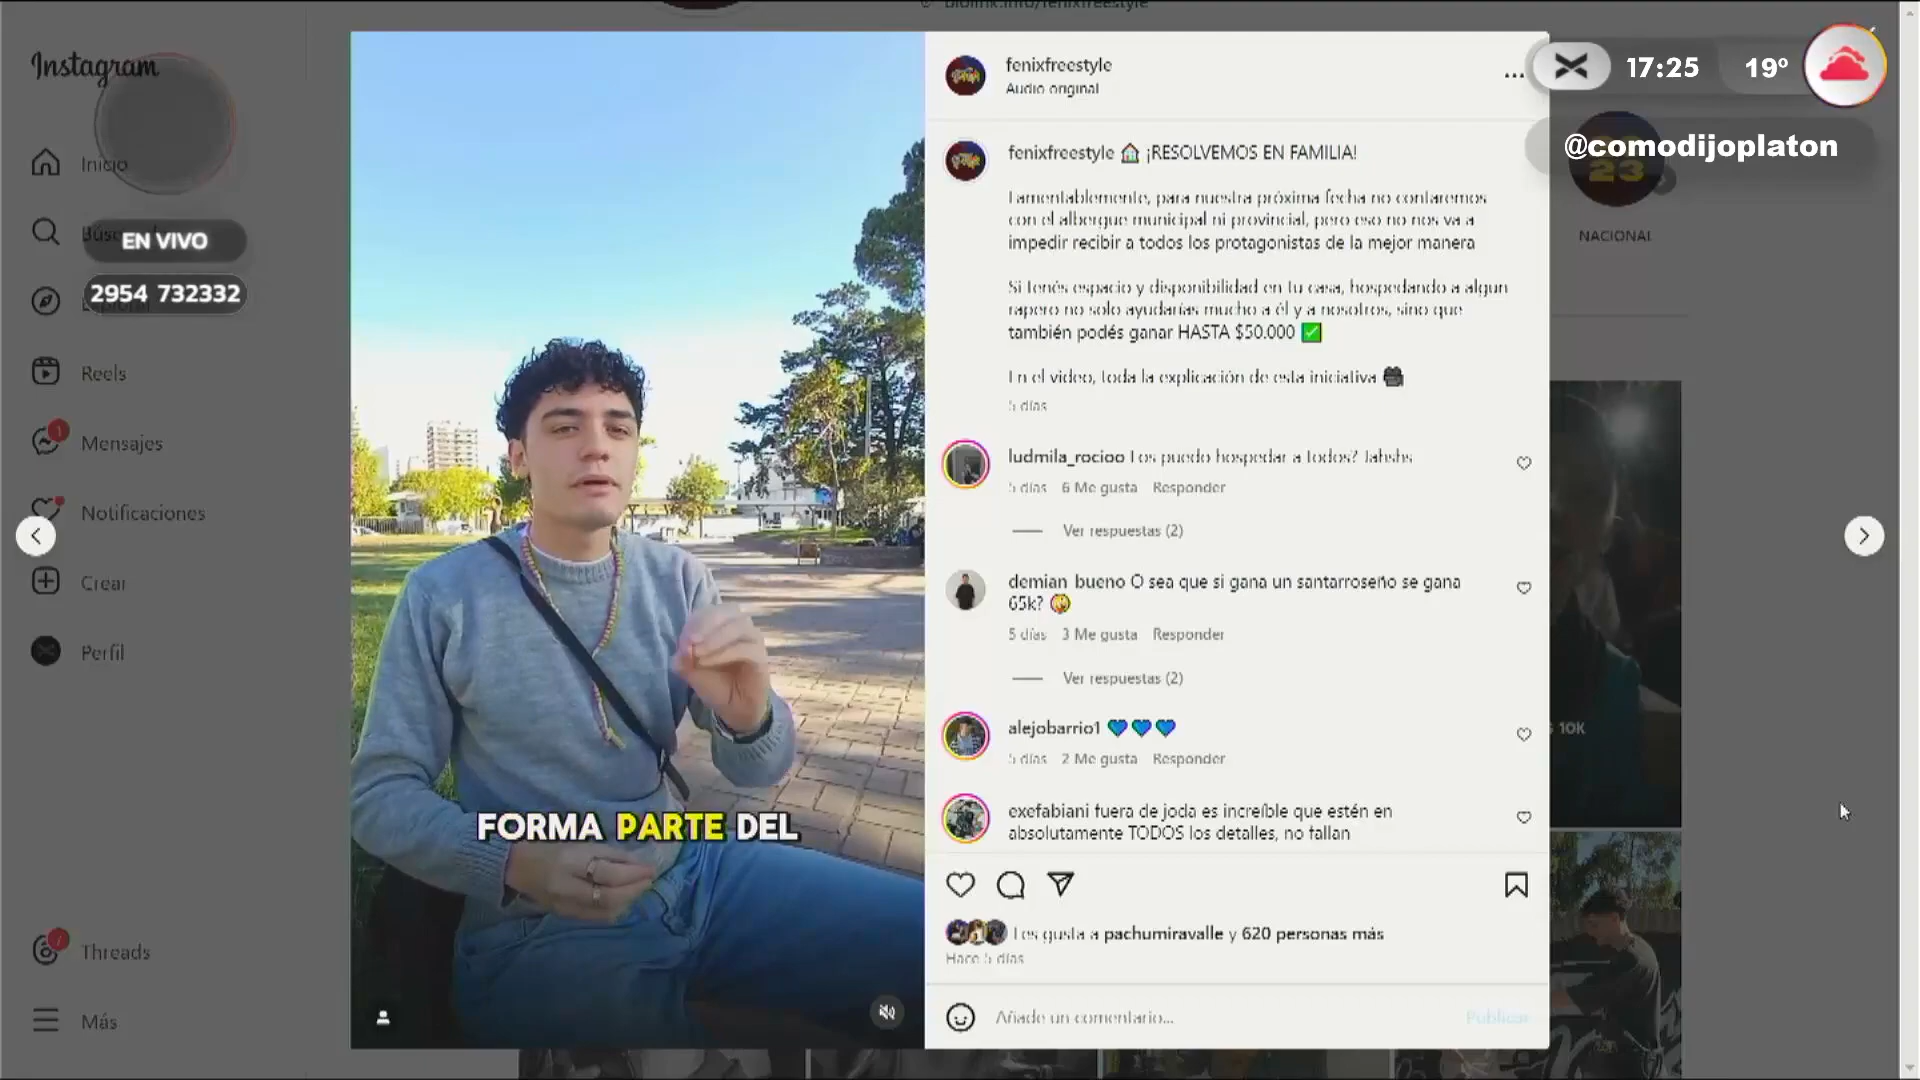 biolink.info/fenixfreestyle
Instagram
Inicio
EN VIVO
2954 732332
Reels
Mensajes
Notificaciones
Crear
Perfil
Threads
Más
FORMA PARTE DEL
fenixfreestyle
Audio original
fenixfreestyle 🏠 ¡RESOLVEMOS EN FAMILIA!
Lamentablemente, para nuestra próxima fecha no contaremos
con el albergue municipal ni provincial, pero eso no nos va a
impedir recibir a todos los protagonistas de la mejor manera
Si tenés espacio y disponibilidad en tu casa, hospedando a algun
rapero no solo ayudarías mucho a él y a nosotros, sino que
también podés ganar HASTA $50.000 ✅
En el video, toda la explicación de esta iniciativa 🎥
5 días
ludmila_rocioo Los puedo hospedar a todos? Jahshs
5 días 6 Me gusta Responder
Ver respuestas (2)
demian_bueno O sea que si gana un santarroseño se gana
65k? 🤪
5 días 3 Me gusta Responder
Ver respuestas (2)
alejobarrio1 💙💙💙
5 días 2 Me gusta Responder
exefabiani fuera de joda es increíble que estén en
absolutamente TODOS los detalles, no fallan
Les gusta a pachumiravalle y 620 personas más
Hace 5 días
Añade un comentario...
Publicar
17:25
19º
@comodijoplaton
23
NACIONAL
10K